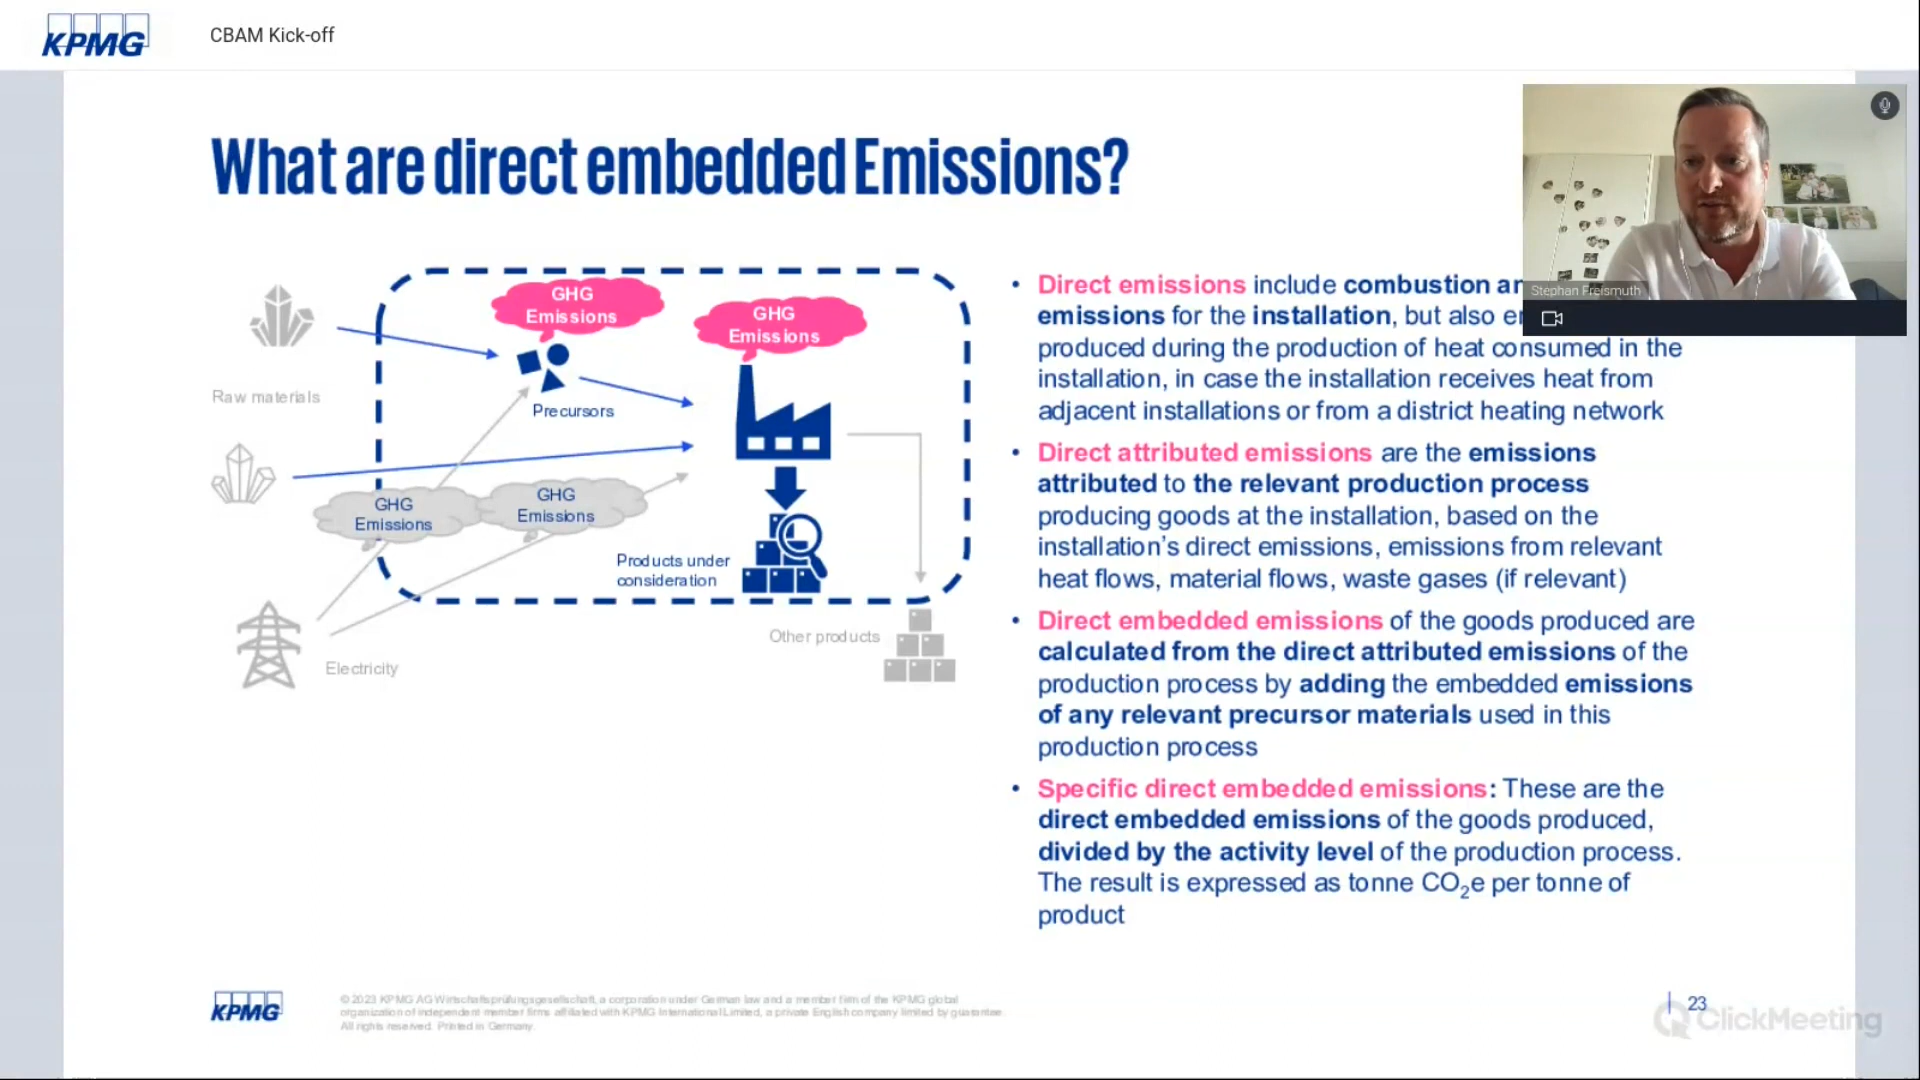 KPMG
CBAM Kick-off
What are direct embedded Emissions?
Stephan Freismuth
GHG
Emissions
GHG
Emissions
Raw materials
Precursors
GHG
Emissions
GHG
Emissions
Products under
consideration
Other products
Electricity
• Direct emissions include combustion
emissions for the installation, but also
produced during the production of heat consumed in the
installation, in case the installation receives heat from
adjacent installations or from a district heating network
• Direct attributed emissions are the emissions
attributed to the relevant production process
producing goods at the installation, based on the
installation's direct emissions, emissions from relevant
heat flows, material flows, waste gases (if relevant)
• Direct embedded emissions of the goods produced are
calculated from the direct attributed emissions of the
production process by adding the embedded emissions
of any relevant precursor materials used in this
production process
• Specific direct embedded emissions: These are the
direct embedded emissions of the goods produced,
divided by the activity level of the production process.
The result is expressed as tonne CO₂e per tonne of
product
KPMG
© 2023 KPMG AG Wirtschaftsprüfungsgesellschaft, a corporation under German law and a member firm of the KPMG global
organization of independent member firms affiliated with KPMG International Limited, a private English company limited by guarantee.
All rights reserved. Printed in Germany.
23
ClickMeeting